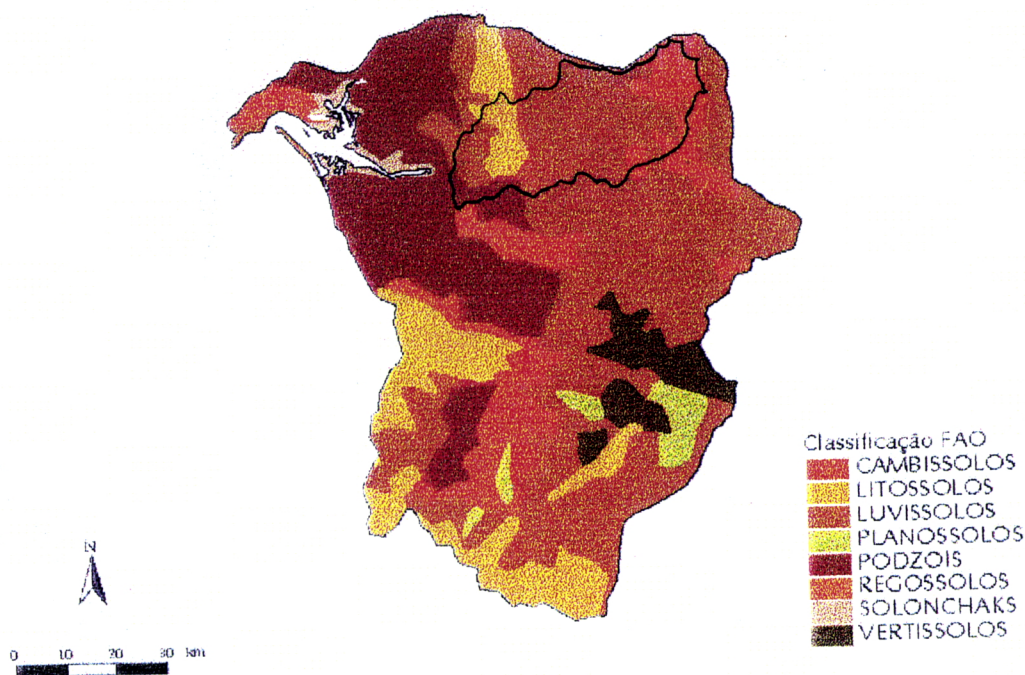 Classificação FAO
CAMBISSOLOS
LITOSSOLOS
LUVISSOLOS
PLANOSSOLOS
PODZOIS
REGOSSOLOS
SOLONCHAKS
VERTISSOLOS
N
0 10 20 30 km